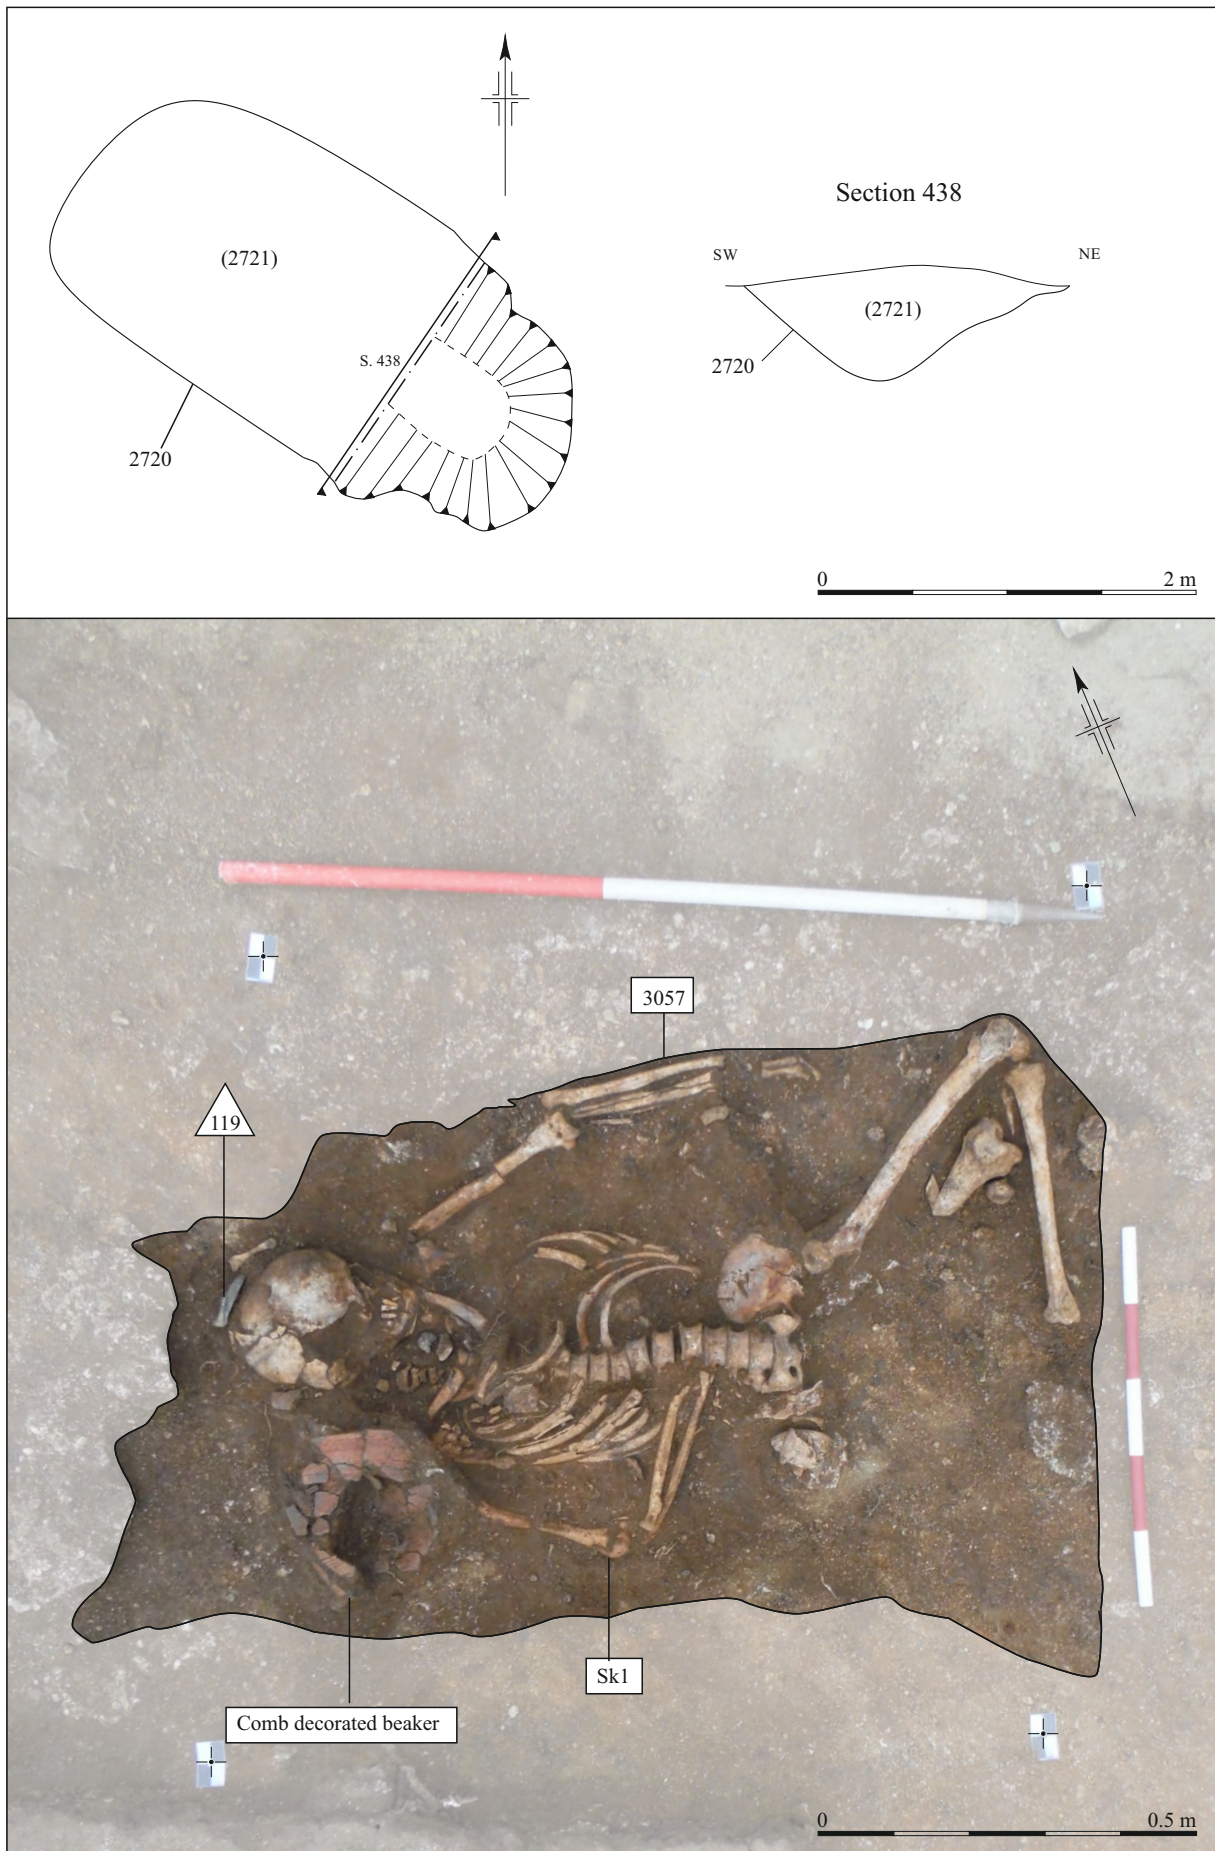 Section 438
SW
NE
(2721)
(2721)
2720
S. 438
2720
0 2 m
3057
119
Sk1
Comb decorated beaker
0 0.5 m